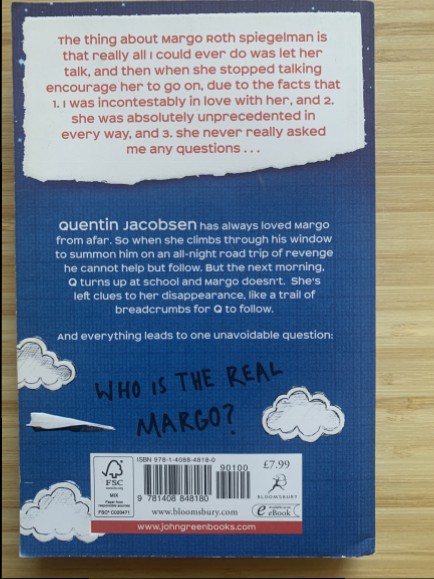 The thing about Margo Roth Spiegelman is
that really all I could ever do was let her
talk, and then when she stopped talking
encourage her to go on, due to the facts that
1. I was incontestably in love with her, and 2.
she was absolutely unprecedented in
every way, and 3. she never really asked
me any questions . . .
Quentin Jacobsen has always loved Margo
from afar. So when she climbs through his window
to summon him on an all-night road trip of revenge
he cannot help but follow. But the next morning,
Q turns up at school and Margo doesn't. She's
left clues to her disappearance, like a trail of
breadcrumbs for Q to follow.
And everything leads to one unavoidable question:
WHO IS THE REAL
MARGO?
FSC
MIX
FSC® C020471
ISBN 978-1-4088-4818-0
90100
9 781408 848180
www.bloomsbury.com
£7.99
BLOOMSBURY
e
eBook
www.johngreenbooks.com